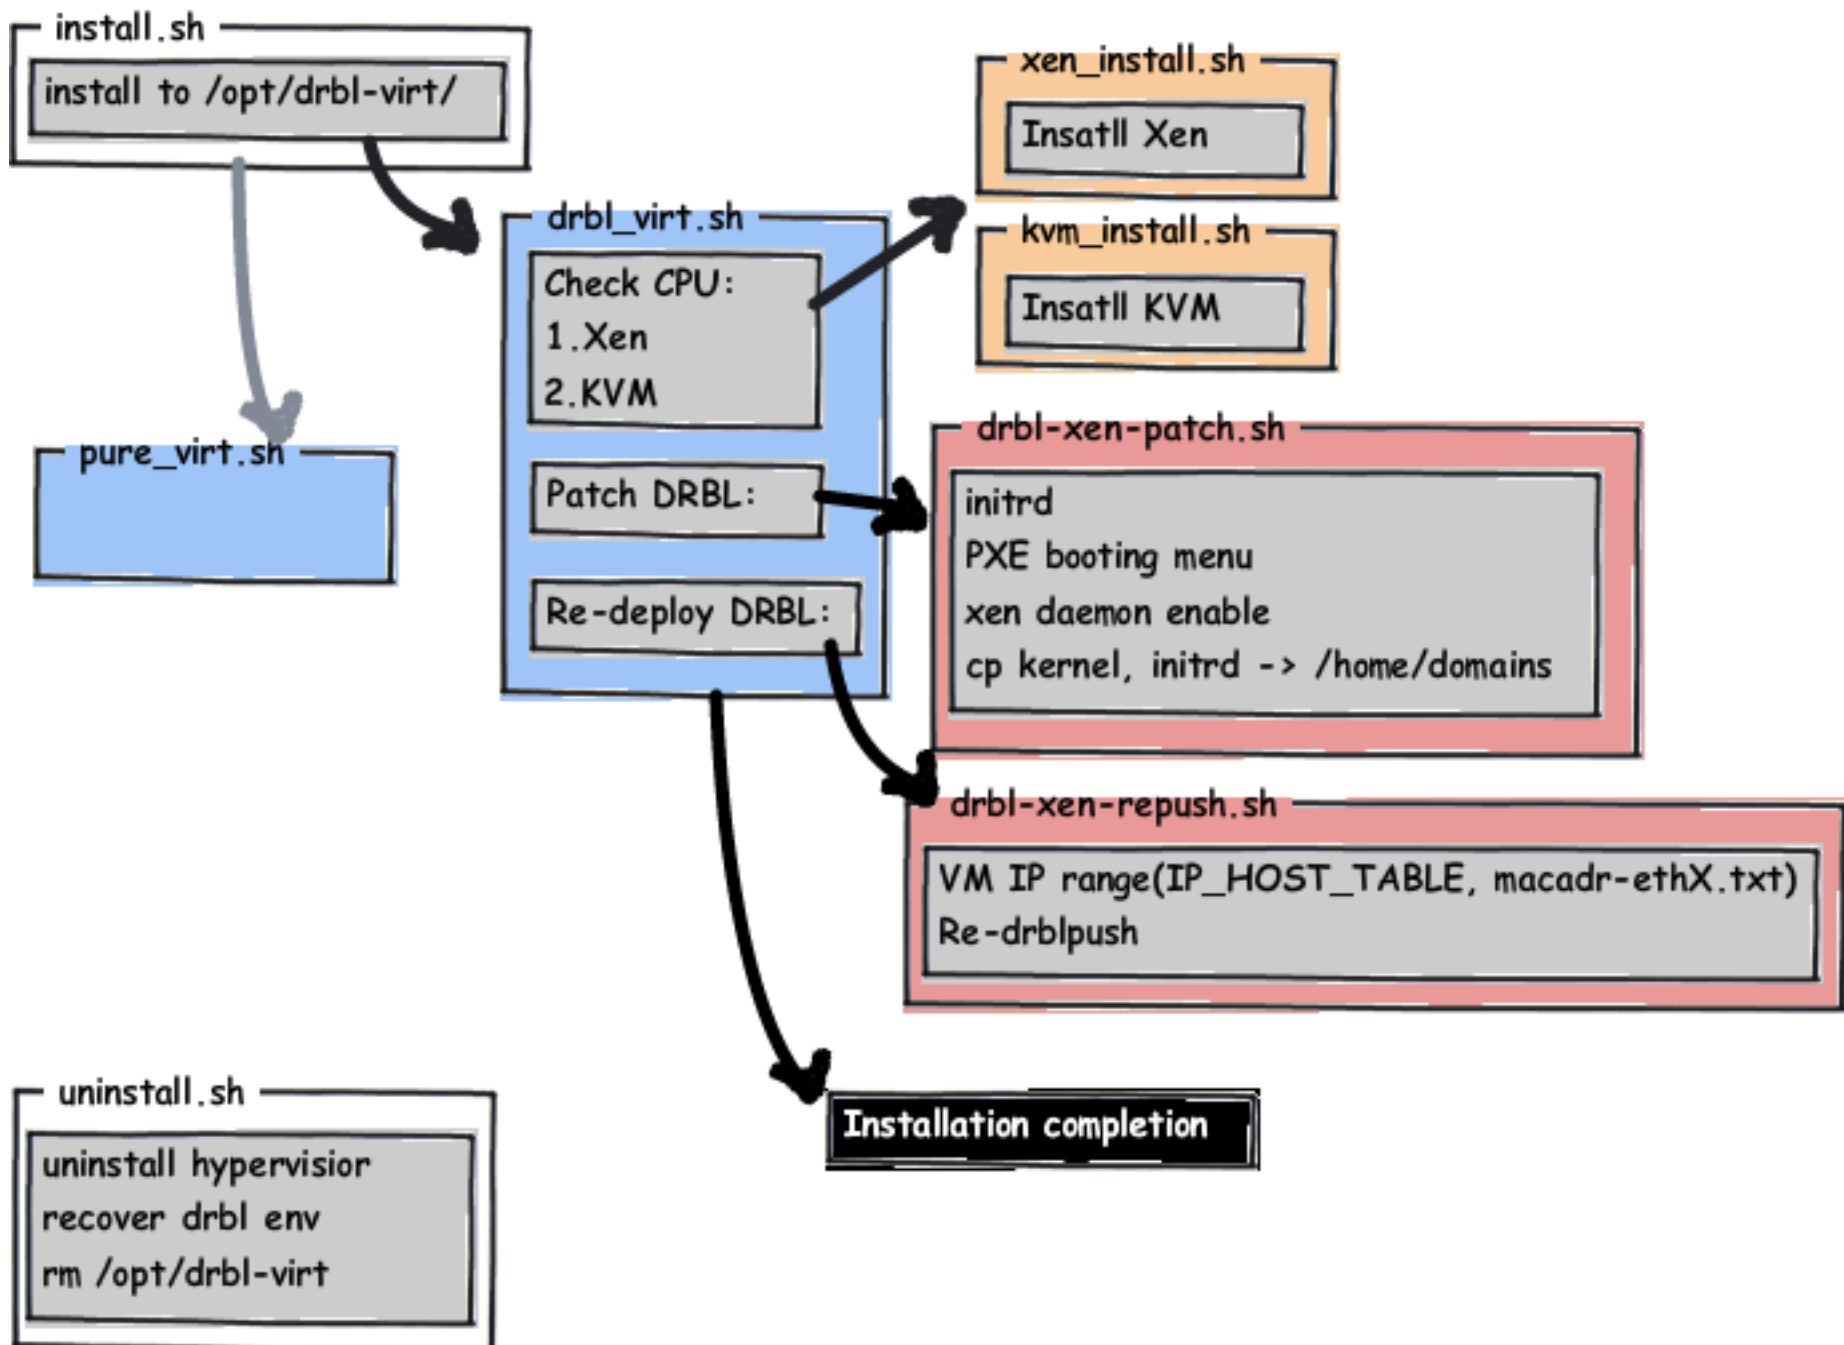 install.sh
install to /opt/drbl-virt/
xen_install.sh
Insatll Xen
drbl_virt.sh
Check CPU:
1.Xen
2.KVM
kvm_install.sh
Insatll KVM
pure_virt.sh
Patch DRBL:
drbl-xen-patch.sh
initrd
PXE booting menu
xen daemon enable
cp kernel, initrd -> /home/domains
Re-deploy DRBL:
drbl-xen-repush.sh
VM IP range(IP_HOST_TABLE, macadr-ethX.txt)
Re-drblpush
Installation completion
uninstall.sh
uninstall hypervisior
recover drbl env
rm /opt/drbl-virt